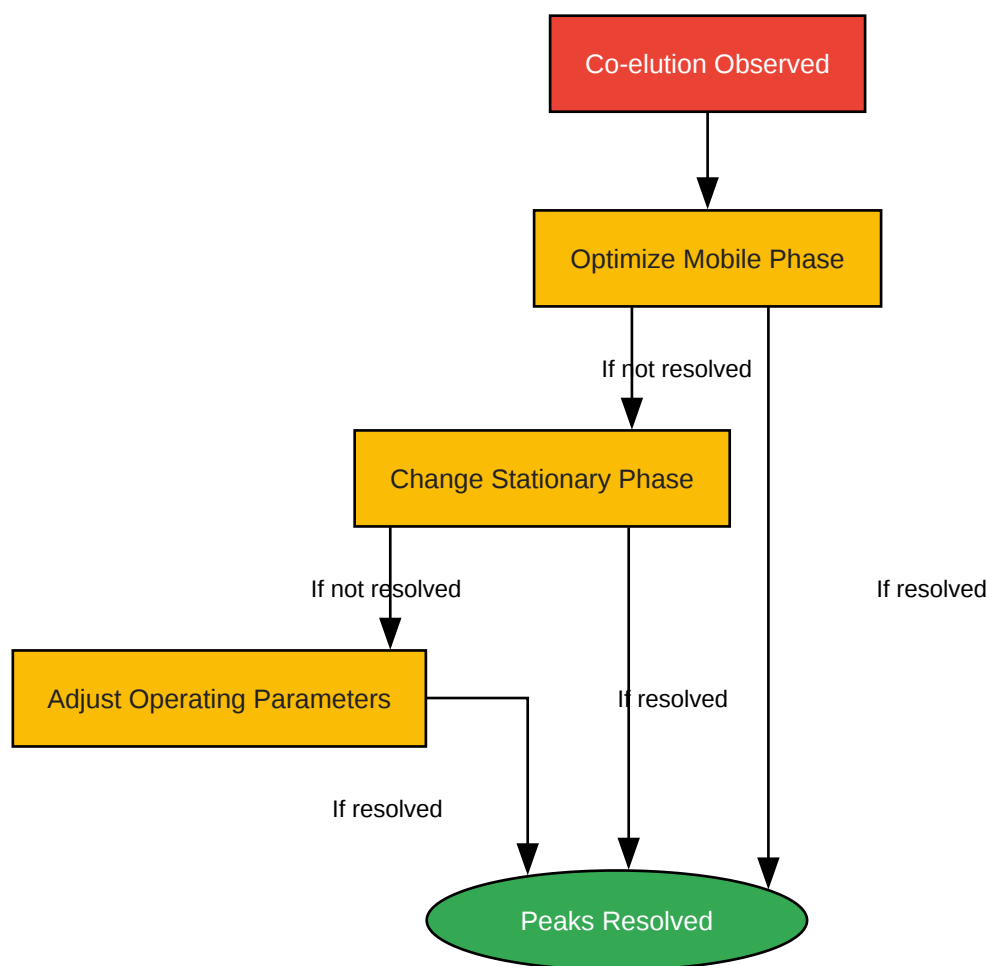 Co-elution Observed
Optimize Mobile Phase
If not resolved
Change Stationary Phase
If not resolved
If resolved
Adjust Operating Parameters
If resolved
If resolved
Peaks Resolved